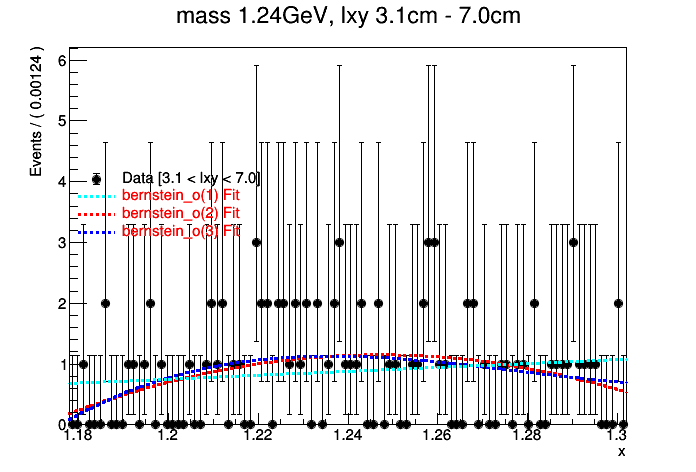 mass 1.24GeV, lxy 3.1cm - 7.0cm
Events / ( 0.00124 )
6
5
4
3
2
1
0
Data [3.1 < lxy < 7.0]
bernstein_o(1) Fit
bernstein_o(2) Fit
bernstein_o(3) Fit
1.18 1.2 1.22 1.24 1.26 1.28 1.3
x